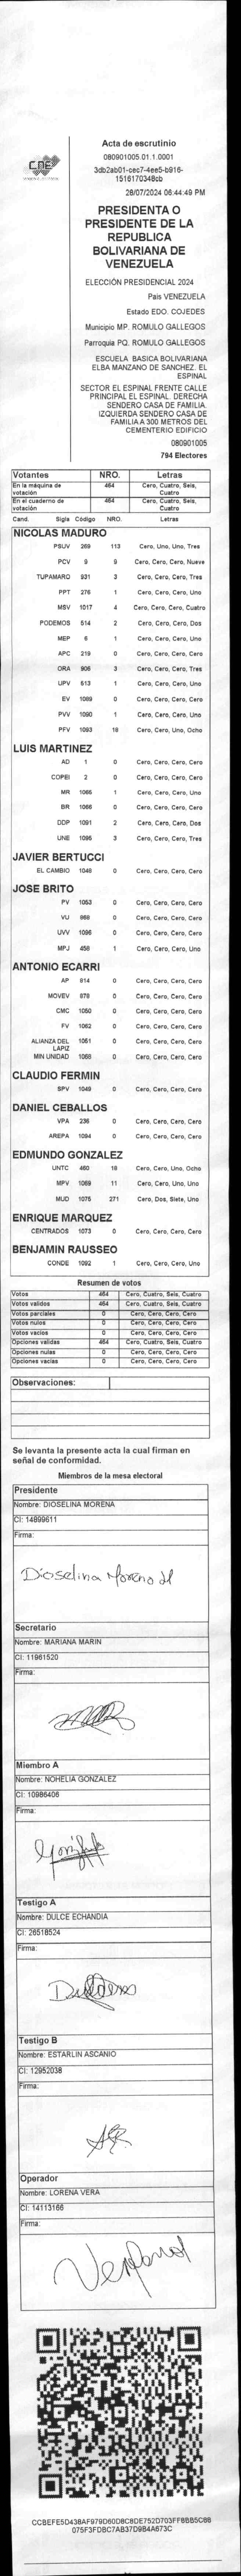 CNE
Acta de escrutinio
080901005.01.1.0001
3db2ab01-cec7-4ee5-b916-
1516170348cb
28/07/2024 06:44:49 PM
PRESIDENTA O
PRESIDENTE DE LA
REPUBLICA
BOLIVARIANA DE
VENEZUELA
ELECCIÓN PRESIDENCIAL 2024
Pais VENEZUELA
Estado EDO. COJEDES
Municipio MP. ROMULO GALLEGOS
Parroquia PQ. ROMULO GALLEGOS
ESCUELA BASICA BOLIVARIANA
ELBA MANZANO DE SANCHEZ. EL
ESPINAL
SECTOR EL ESPINAL FRENTE CALLE
PRINCIPAL EL ESPINAL. DERECHA
SENDERO CASA DE FAMILIA.
IZQUIERDA SENDERO CASA DE
FAMILIA A 300 METROS DEL
CEMENTERIO EDIFICIO
080901005
794 Electores
Votantes NRO. Letras
En la máquina de votación 464 Cero, Cuatro, Seis, Cuatro
En el cuaderno de votación 464 Cero, Cuatro, Seis, Cuatro
Cand. Sigla Código NRO. Letras
NICOLAS MADURO
PSUV 269 113 Cero, Uno, Uno, Tres
PCV 9 9 Cero, Cero, Cero, Nueve
TUPAMARO 931 3 Cero, Cero, Cero, Tres
PPT 276 1 Cero, Cero, Cero, Uno
MSV 1017 4 Cero, Cero, Cero, Cuatro
PODEMOS 514 2 Cero, Cero, Cero, Dos
MEP 6 1 Cero, Cero, Cero, Uno
APC 219 0 Cero, Cero, Cero, Cero
ORA 906 3 Cero, Cero, Cero, Tres
UPV 513 1 Cero, Cero, Cero, Uno
EV 1089 0 Cero, Cero, Cero, Cero
PVV 1090 1 Cero, Cero, Cero, Uno
PFV 1093 18 Cero, Cero, Uno, Ocho
LUIS MARTINEZ
AD 1 0 Cero, Cero, Cero, Cero
COPEI 2 0 Cero, Cero, Cero, Cero
MR 1065 1 Cero, Cero, Cero, Uno
BR 1066 0 Cero, Cero, Cero, Cero
DDP 1091 2 Cero, Cero, Cero, Dos
UNE 1095 3 Cero, Cero, Cero, Tres
JAVIER BERTUCCI
EL CAMBIO 1048 0 Cero, Cero, Cero, Cero
JOSE BRITO
PV 1053 0 Cero, Cero, Cero, Cero
VU 868 0 Cero, Cero, Cero, Cero
UVV 1096 0 Cero, Cero, Cero, Cero
MPJ 458 1 Cero, Cero, Cero, Uno
ANTONIO ECARRI
AP 814 0 Cero, Cero, Cero, Cero
MOVEV 878 0 Cero, Cero, Cero, Cero
CMC 1050 0 Cero, Cero, Cero, Cero
FV 1062 0 Cero, Cero, Cero, Cero
ALIANZA DEL LAPIZ 1051 0 Cero, Cero, Cero, Cero
MIN UNIDAD 1068 0 Cero, Cero, Cero, Cero
CLAUDIO FERMIN
SPV 1049 0 Cero, Cero, Cero, Cero
DANIEL CEBALLOS
VPA 236 0 Cero, Cero, Cero, Cero
AREPA 1094 0 Cero, Cero, Cero, Cero
EDMUNDO GONZALEZ
UNTC 460 18 Cero, Cero, Uno, Ocho
MPV 1069 11 Cero, Cero, Uno, Uno
MUD 1075 271 Cero, Dos, Siete, Uno
ENRIQUE MARQUEZ
CENTRADOS 1073 0 Cero, Cero, Cero, Cero
BENJAMIN RAUSSEO
CONDE 1092 1 Cero, Cero, Cero, Uno
Resumen de votos
Votos 464 Cero, Cuatro, Seis, Cuatro
Votos validos 464 Cero, Cuatro, Seis, Cuatro
Votos parciales 0 Cero, Cero, Cero, Cero
Votos nulos 0 Cero, Cero, Cero, Cero
Votos vacios 0 Cero, Cero, Cero, Cero
Opciones validas 464 Cero, Cuatro, Seis, Cuatro
Opciones nulas 0 Cero, Cero, Cero, Cero
Opciones vacias 0 Cero, Cero, Cero, Cero
Observaciones:
Se levanta la presente acta la cual firman en
señal de conformidad.
Miembros de la mesa electoral
Presidente
Nombre: DIOSELINA MORENA
CI: 14899611
Firma:
Dioselina Moreno M
Secretario
Nombre: MARIANA MARIN
CI: 11961520
Firma:
Miembro A
Nombre: NOHELIA GONZALEZ
CI: 10986406
Firma:
Testigo A
Nombre: DULCE ECHANDIA
CI: 26518524
Firma:
Testigo B
Nombre: ESTARLIN ASCANIO
CI: 12952038
Firma:
Operador
Nombre: LORENA VERA
CI: 14113166
Firma:
CCBEFE5D438AF979D60D8C8DE752D703FF8BB5C88
075F3FDBC7AB37D9B4A673C